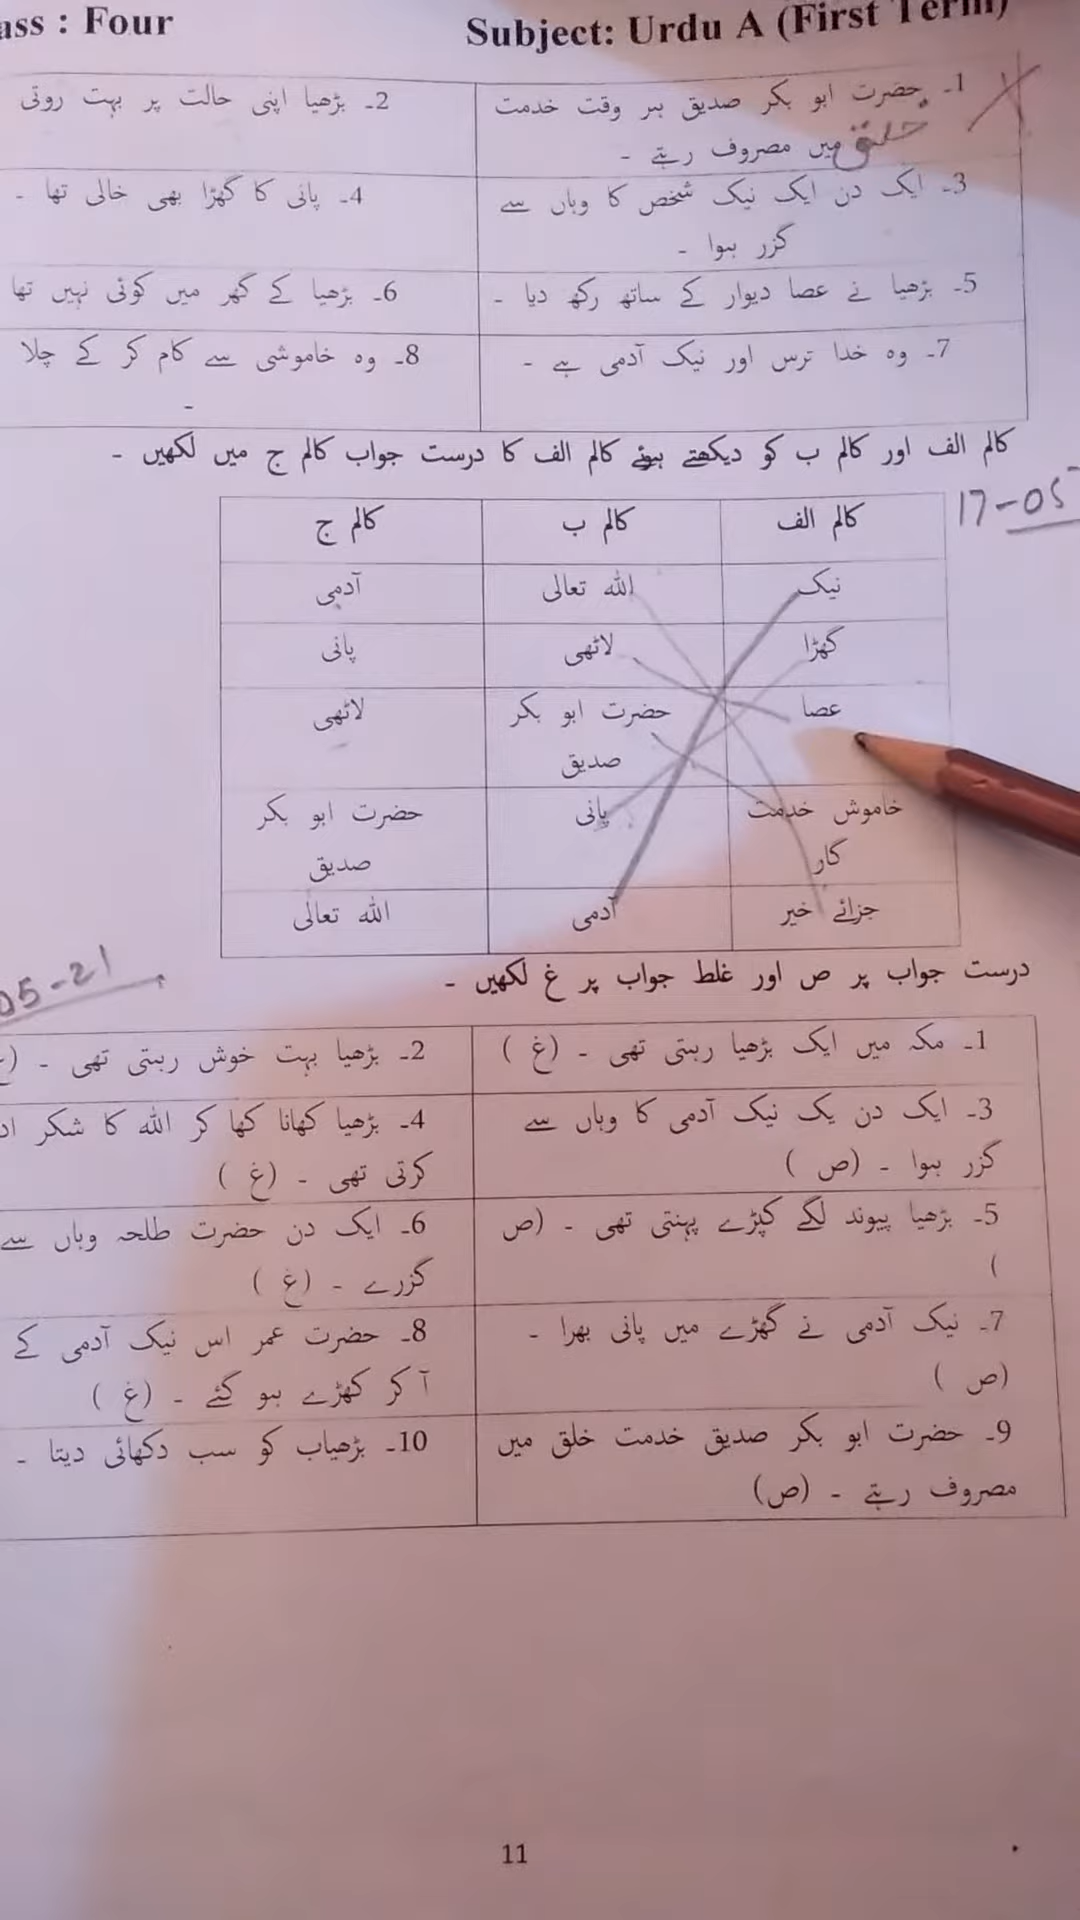 ass : Four
Subject: Urdu A (First Term)
1۔ حضرت ابو بکر صدیق ہر وقت خدمت
خلق میں مصروف رہتے ۔
2۔ بڑھیا اپنی حالت پر بہت روتی
3۔ ایک دن ایک نیک شخص کا وہاں سے
گزر ہوا ۔
4۔ پانی کا گھڑا بھی خالی تھا ۔
5۔ بڑھیا نے عصا دیوار کے ساتھ رکھ دیا ۔
6۔ بڑھیا کے گھر میں کوئی نہیں تھا
7۔ وہ خدا ترس اور نیک آدمی ہے ۔
8۔ وہ خاموشی سے کام کر کے چلا
۔
کالم الف اور کالم ب کو دیکھتے ہوئے کالم الف کا درست جواب کالم ج میں لکھیں ۔
17-05
کالم الف کالم ب کالم ج
نیک اللہ تعالی آدمی
گھڑا لاٹھی پانی
عصا حضرت ابو بکر لاٹھی
صدیق
خاموش خدمت پانی حضرت ابو بکر
گار صدیق
جزائے خیر آدمی اللہ تعالی
05-21
درست جواب پر ص اور غلط جواب پر غ لکھیں ۔
1۔ مکہ میں ایک بڑھیا رہتی تھی ۔ (غ )
2۔ بڑھیا بہت خوش رہتی تھی ۔ (غ
3۔ ایک دن یک نیک آدمی کا وہاں سے
گزر ہوا ۔ (ص )
4۔ بڑھیا کھانا کھا کر اللہ کا شکر اد
کرتی تھی ۔ (غ )
5۔ بڑھیا پیوند لگے کپڑے پہنتی تھی ۔ (ص
)
6۔ ایک دن حضرت طلحہ وہاں سے
گزرے ۔ (غ )
7۔ نیک آدمی نے گھڑے میں پانی بھرا ۔
(ص )
8۔ حضرت عمر اس نیک آدمی کے
آ کر کھڑے ہو گئے ۔ (غ )
9۔ حضرت ابو بکر صدیق خدمت خلق میں
مصروف رہتے ۔ (ص)
10۔ بڑھیاب کو سب دکھائی دیتا ۔
11